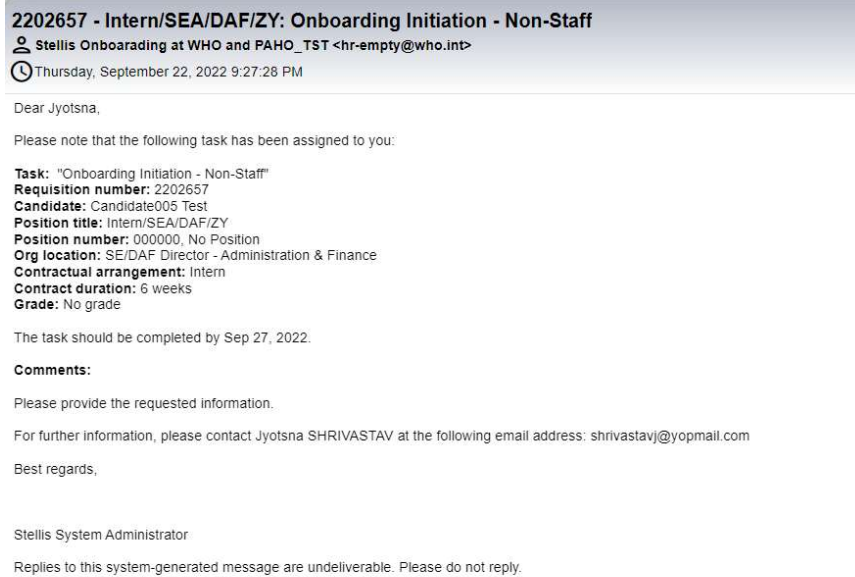 2202657 - Intern/SEA/DAF/ZY: Onboarding Initiation - Non-Staff
Stellis Onboarading at WHO and PAHO_TST <hr-empty@who.int>
Thursday, September 22, 2022 9:27:28 PM
Dear Jyotsna,
Please note that the following task has been assigned to you:
Task: "Onboarding Initiation - Non-Staff"
Requisition number: 2202657
Candidate: Candidate005 Test
Position title: Intern/SEA/DAF/ZY
Position number: 000000, No Position
Org location: SE/DAF Director - Administration & Finance
Contractual arrangement: Intern
Contract duration: 6 weeks
Grade: No grade
The task should be completed by Sep 27, 2022.
Comments:
Please provide the requested information.
For further information, please contact Jyotsna SHRIVASTAV at the following email address: shrivastavj@yopmail.com
Best regards,
Stellis System Administrator
Replies to this system-generated message are undeliverable. Please do not reply.